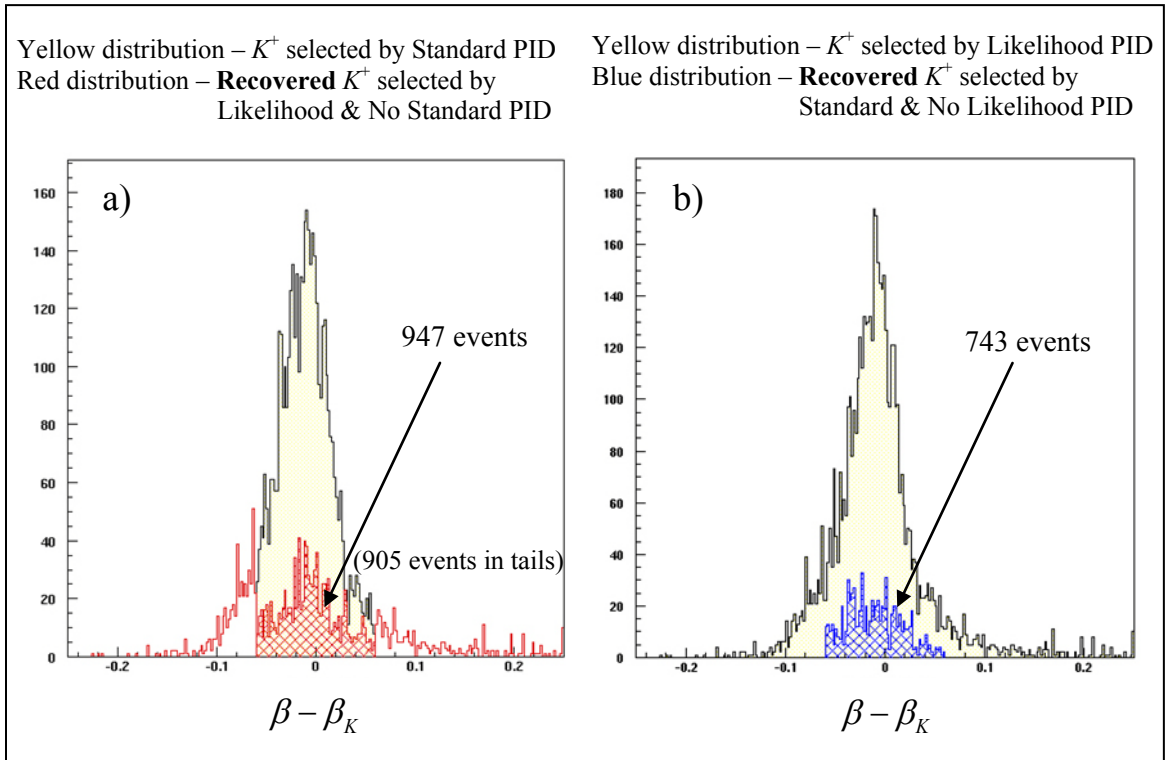 Yellow distribution – K⁺ selected by Standard PID
Red distribution – Recovered K⁺ selected by
Likelihood & No Standard PID
Yellow distribution – K⁺ selected by Likelihood PID
Blue distribution – Recovered K⁺ selected by
Standard & No Likelihood PID
a)
160
140
120
100
80
60
40
20
0
947 events
(905 events in tails)
-0.2
-0.1
0
0.1
0.2
β – β_K
b)
180
160
140
120
100
80
60
40
20
0
743 events
-0.2
-0.1
0
0.1
0.2
β – β_K